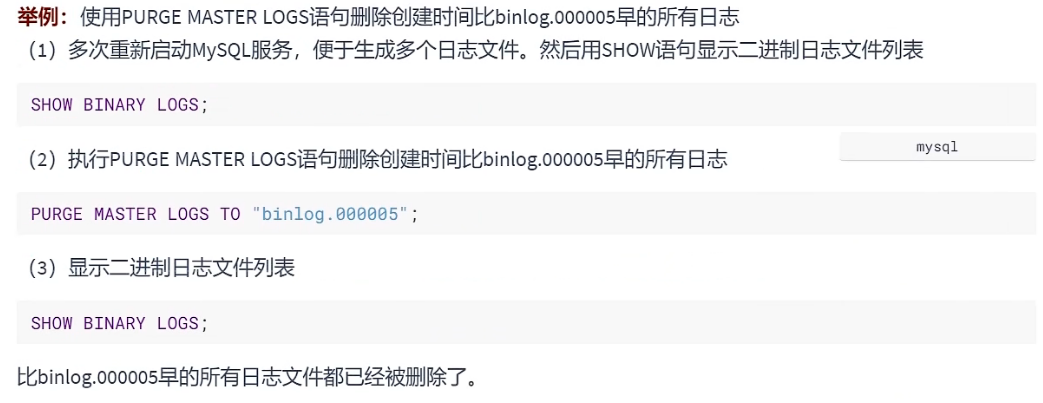 举例：使用PURGE MASTER LOGS语句删除创建时间比binlog.000005早的所有日志
（1）多次重新启动MySQL服务，便于生成多个日志文件。然后用SHOW语句显示二进制日志文件列表
SHOW BINARY LOGS;
（2）执行PURGE MASTER LOGS语句删除创建时间比binlog.000005早的所有日志
mysql
PURGE MASTER LOGS TO "binlog.000005";
（3）显示二进制日志文件列表
SHOW BINARY LOGS;
比binlog.000005早的所有日志文件都已经被删除了。